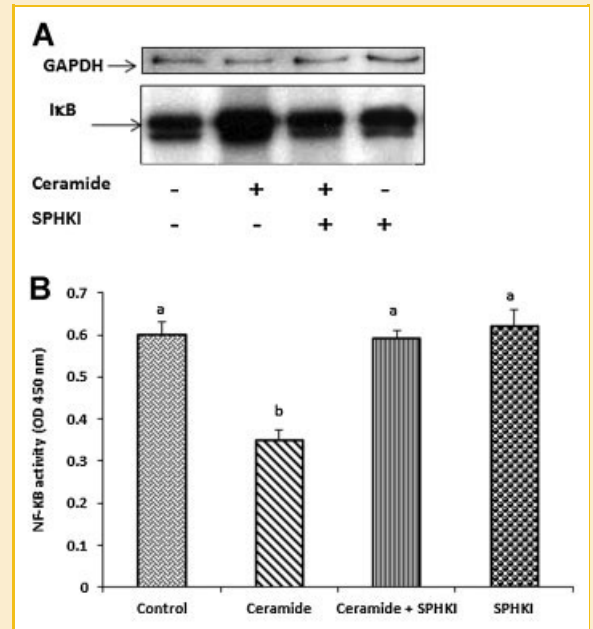 A
GAPDH
IκB
Ceramide - + + -
SPHKI - - + +
B
NF-KB activity (OD 450 nm)
0.7
0.6
0.5
0.4
0.3
0.2
0.1
0
a
b
a
a
Control Ceramide Ceramide + SPHKI SPHKI